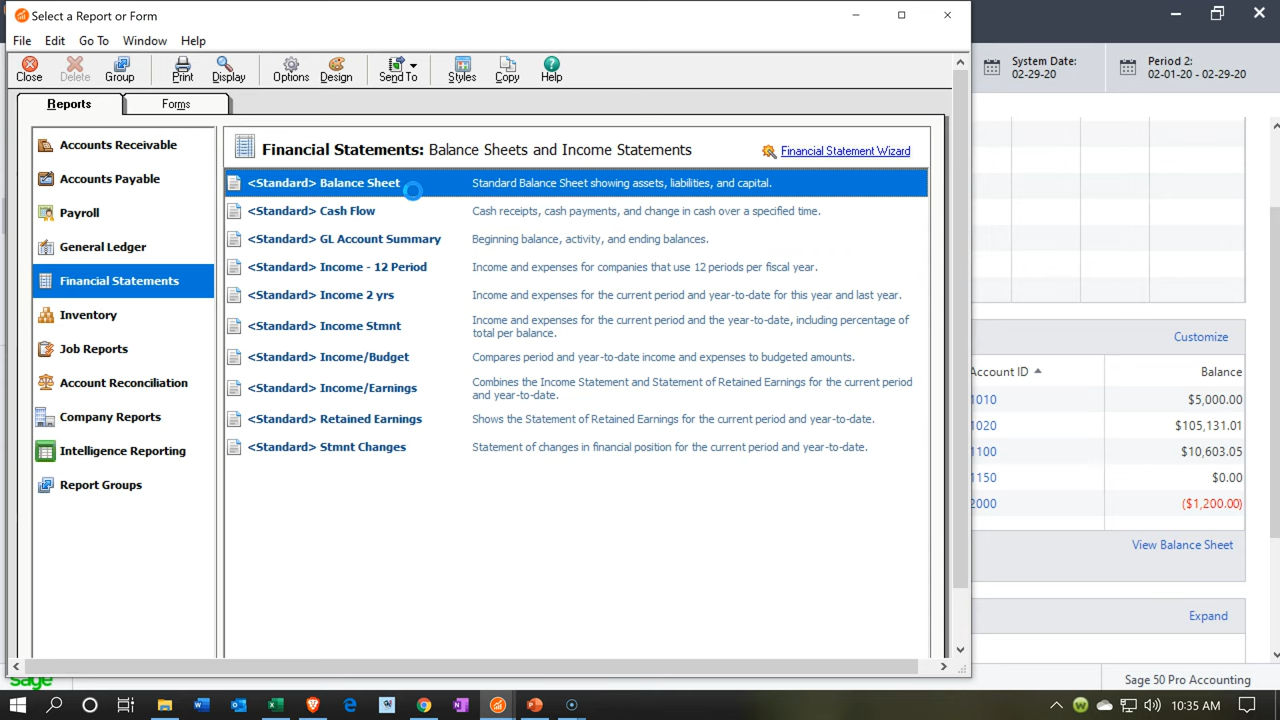 Select a Report or Form
File Edit Go To Window Help
Close Delete Group Print Display Options Design Send To Styles Copy Help
Reports Forms
Accounts Receivable
Accounts Payable
Payroll
General Ledger
Financial Statements
Inventory
Job Reports
Account Reconciliation
Company Reports
Intelligence Reporting
Report Groups
Financial Statements: Balance Sheets and Income Statements
Financial Statement Wizard
<Standard> Balance Sheet Standard Balance Sheet showing assets, liabilities, and capital.
<Standard> Cash Flow Cash receipts, cash payments, and change in cash over a specified time.
<Standard> GL Account Summary Beginning balance, activity, and ending balances.
<Standard> Income - 12 Period Income and expenses for companies that use 12 periods per fiscal year.
<Standard> Income 2 yrs Income and expenses for the current period and year-to-date for this year and last year.
<Standard> Income Stmnt Income and expenses for the current period and the year-to-date, including percentage of
total per balance.
<Standard> Income/Budget Compares period and year-to-date income and expenses to budgeted amounts.
<Standard> Income/Earnings Combines the Income Statement and Statement of Retained Earnings for the current period
and year-to-date.
<Standard> Retained Earnings Shows the Statement of Retained Earnings for the current period and year-to-date.
<Standard> Stmnt Changes Statement of changes in financial position for the current period and year-to-date.
System Date:
02-29-20
Period 2:
02-01-20 - 02-29-20
Customize
Account ID Balance
1010 $5,000.00
1020 $105,131.01
1100 $10,603.05
1150 $0.00
2000 ($1,200.00)
View Balance Sheet
Expand
sage
Sage 50 Pro Accounting
10:35 AM